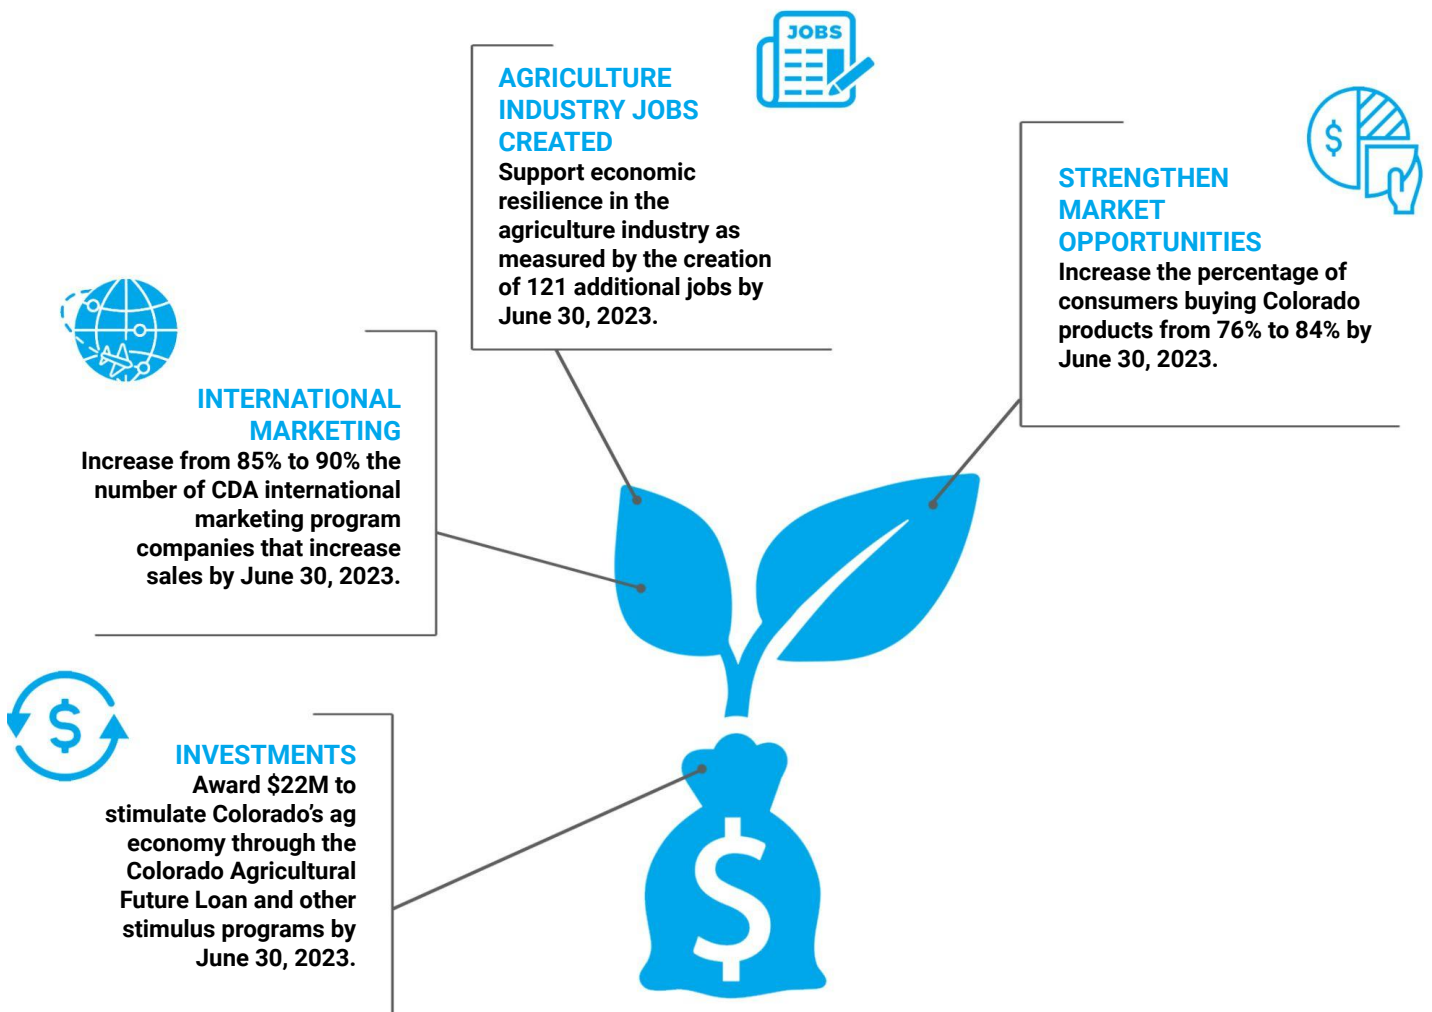 JOBS
AGRICULTURE
INDUSTRY JOBS
CREATED
Support economic
resilience in the
agriculture industry as
measured by the creation
of 121 additional jobs by
June 30, 2023.
$
STRENGTHEN
MARKET
OPPORTUNITIES
Increase the percentage of
consumers buying Colorado
products from 76% to 84% by
June 30, 2023.
INTERNATIONAL
MARKETING
Increase from 85% to 90% the
number of CDA international
marketing program
companies that increase
sales by June 30, 2023.
$
INVESTMENTS
Award $22M to
stimulate Colorado’s ag
economy through the
Colorado Agricultural
Future Loan and other
stimulus programs by
June 30, 2023.
$